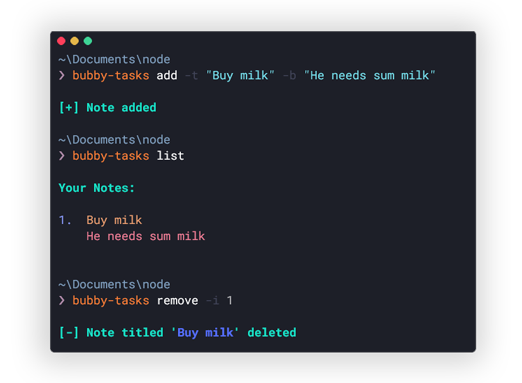 ~\Documents\node
❯ bubby-tasks add -t "Buy milk" -b "He needs sum milk"
[+] Note added
~\Documents\node
❯ bubby-tasks list
Your Notes:
1. Buy milk
He needs sum milk
~\Documents\node
❯ bubby-tasks remove -i 1
[-] Note titled 'Buy milk' deleted